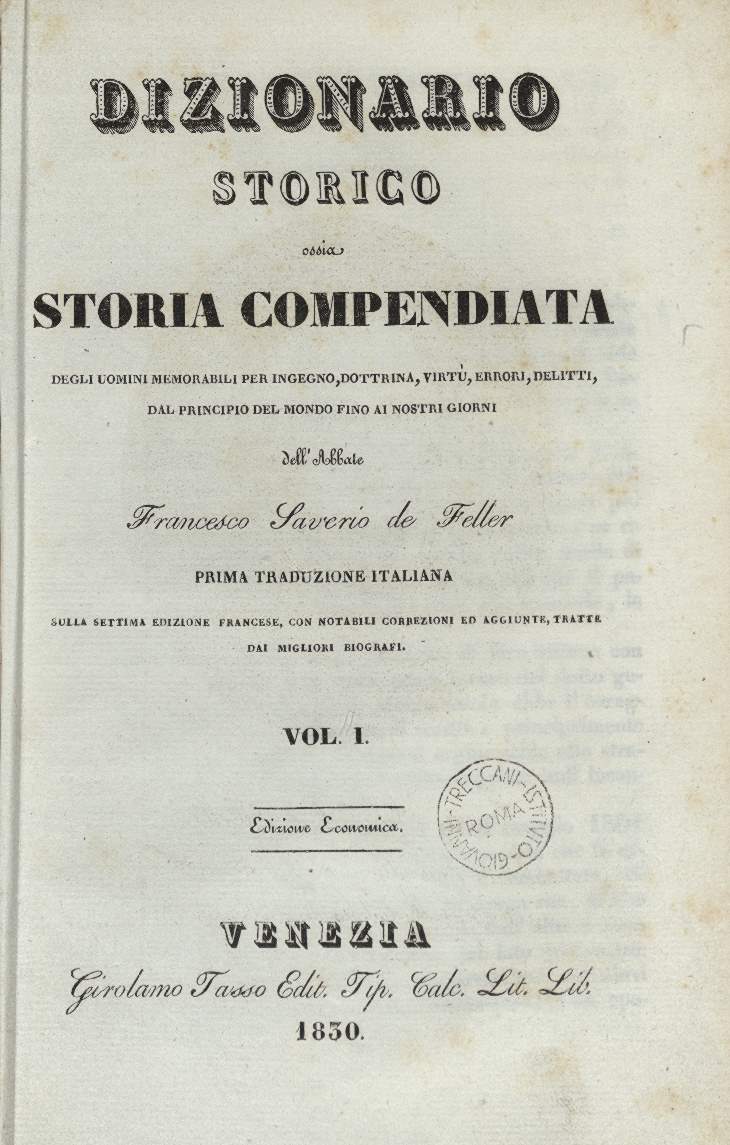 DIZIONARIO
STORICO
ossia
STORIA COMPENDIATA
DEGLI UOMINI MEMORABILI PER INGEGNO, DOTTRINA, VIRTÙ, ERRORI, DELITTI,
DAL PRINCIPIO DEL MONDO FINO AI NOSTRI GIORNI
dell' Abbate
Francesco Saverio de Feller
PRIMA TRADUZIONE ITALIANA
SULLA SETTIMA EDIZIONE FRANCESE, CON NOTABILI CORREZIONI ED AGGIUNTE, TRATTE
DAI MIGLIORI BIOGRAFI.
VOL. I.
ISTITUTO-GIOVANNI-TRECCANI-
ROMA
Edizione Economica.
VENEZIA
Girolamo Tasso Edit. Tip. Calc. Lit. Lib.
1830.